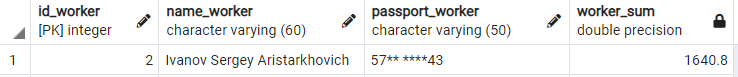 id_worker name_worker passport_worker worker_sum
[PK] integer character varying (60) character varying (50) double precision
1 2 Ivanov Sergey Aristarkhovich 57** ****43 1640.8